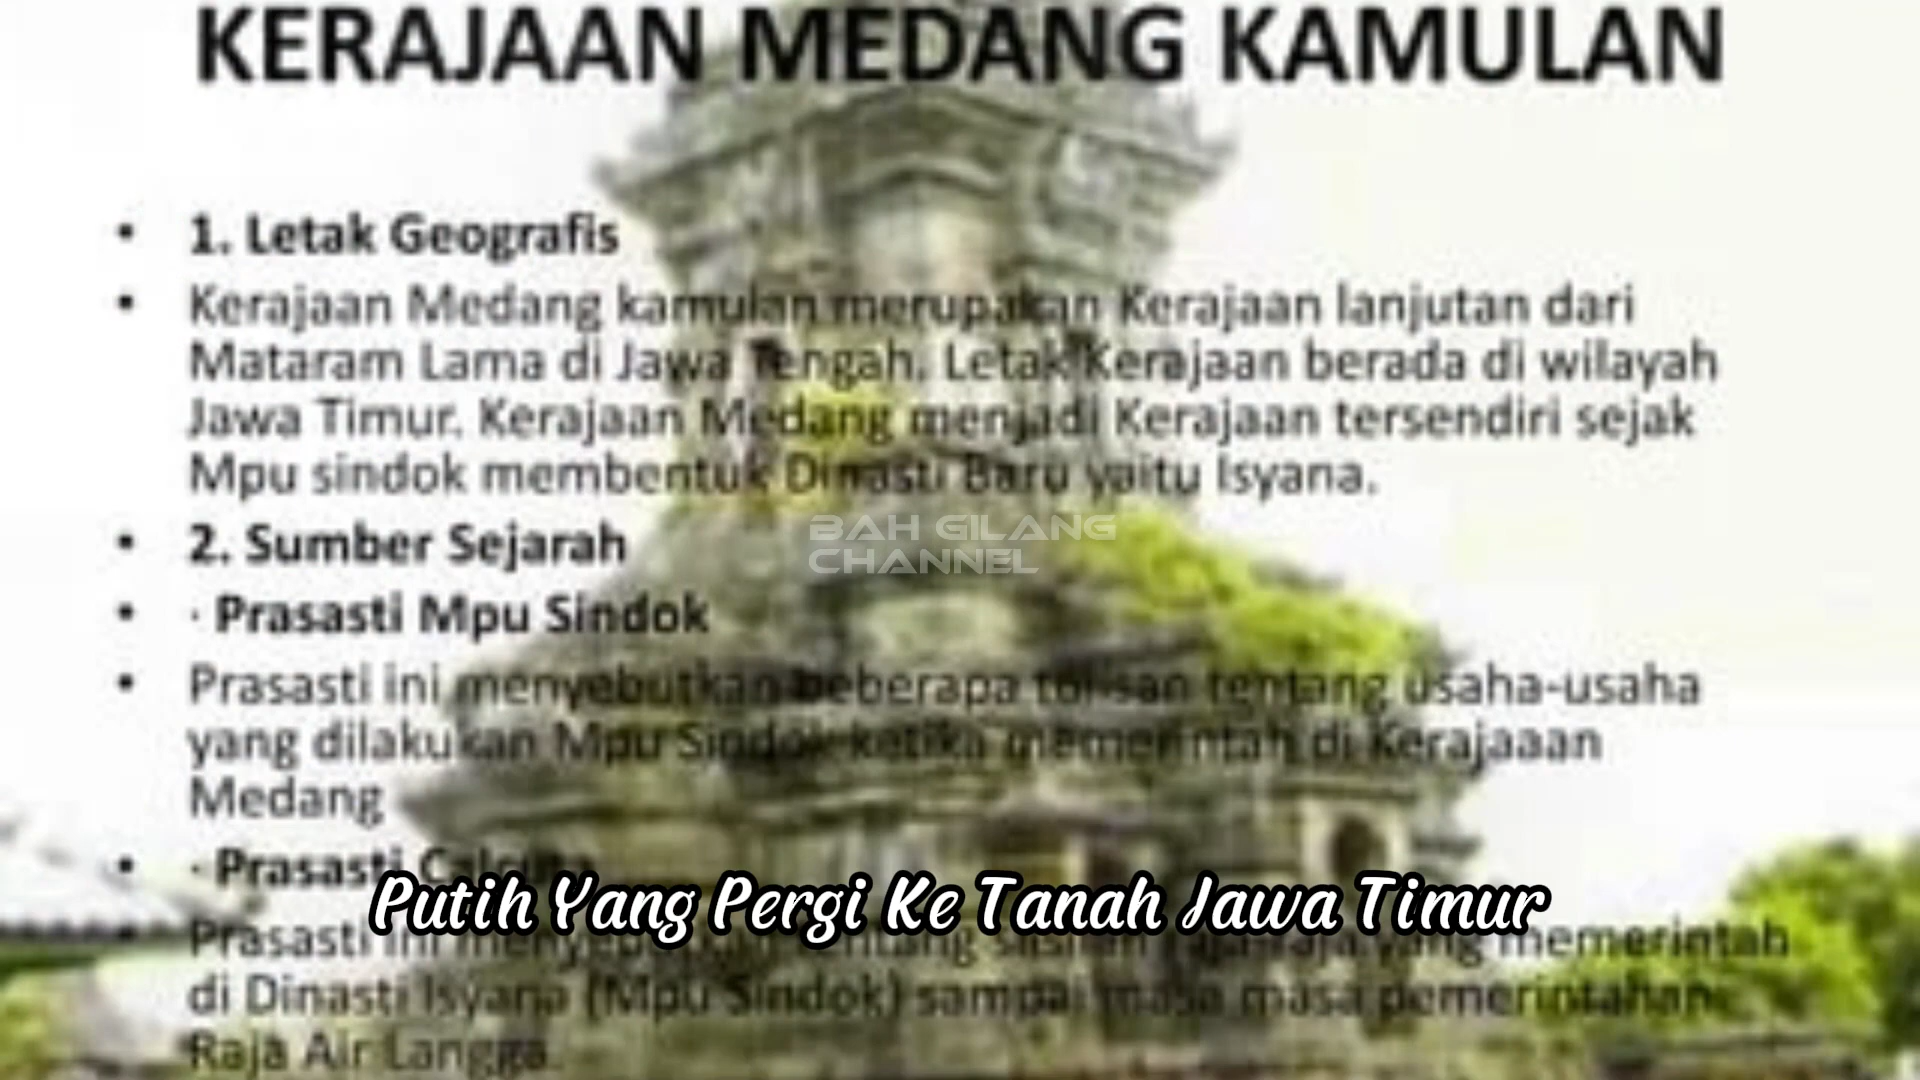 KERAJAAN MEDANG KAMULAN
• 1. Letak Geografis
• Kerajaan Medang kamulan merupakan Kerajaan lanjutan dari
Mataram Lama di Jawa Tengah. Letak Kerajaan berada di wilayah
Jawa Timur. Kerajaan Medang menjadi Kerajaan tersendiri sejak
Mpu sindok membentuk Dinasti Baru yaitu Isyana.
BAH GILANG
CHANNEL
• 2. Sumber Sejarah
• · Prasasti Mpu Sindok
• Prasasti ini menyebutkan beberapa tulisan tentang usaha-usaha
yang dilakukan Mpu Sindok ketika memerintah di Kerajaaan
Medang
• · Prasasti
Putih Yang Pergi Ke Tanah Jawa Timur
• Prasasti ini yang memerintah
di Dinasti Isyana (Mpu Sindok) sampai masa masa pemerintahan
Raja Air Langga.